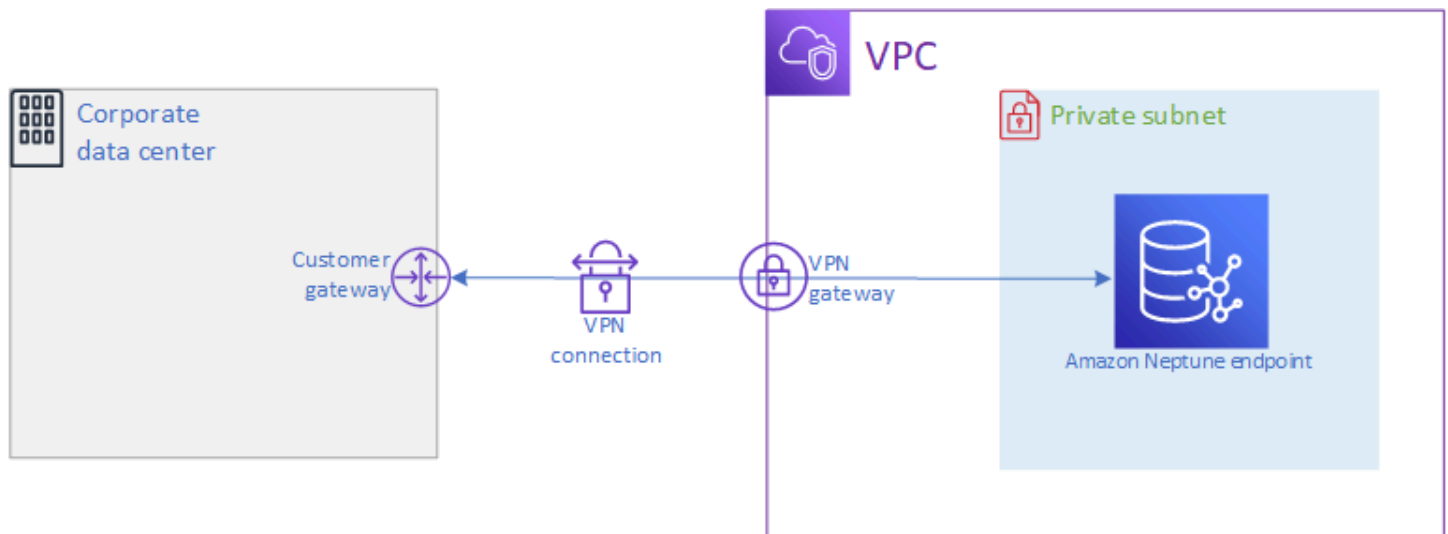 VPC
Corporate
data center
Private subnet
Customer
gateway
VPN
connection
VPN
gateway
Amazon Neptune endpoint